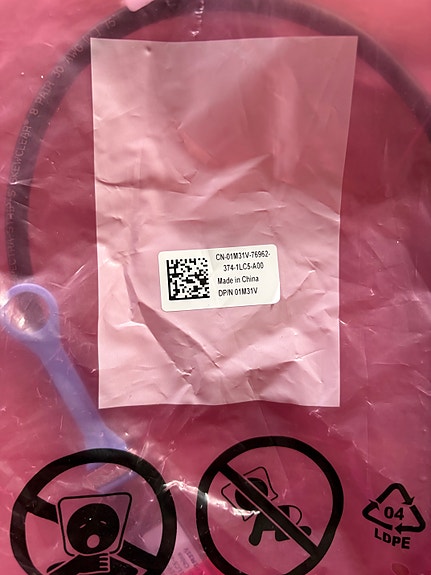 CN-01M31V-76962-
374-1LC5-A00
Made in China
DP/N 01M31V
04
LDPE